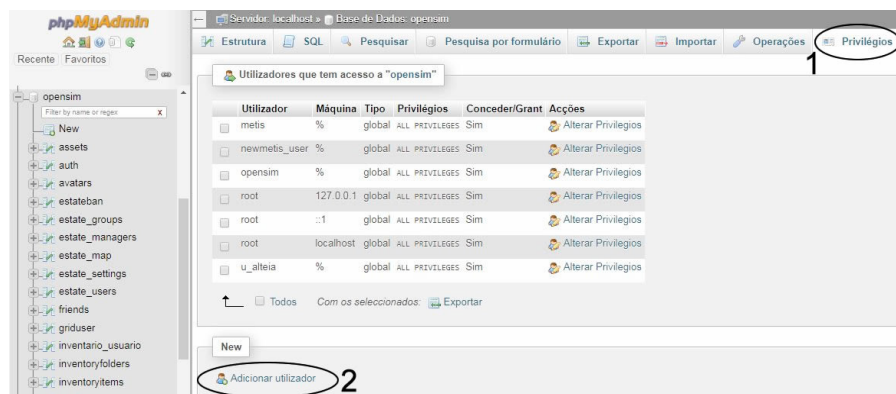 phpMyAdmin
Recente Favoritos
opensim
Filter by name or regex X
New
assets
auth
avatars
estateban
estate_groups
estate_managers
estate_map
estate_settings
estate_users
friends
griduser
inventario_usuario
inventoryfolders
inventoryitems
Servidor: localhost » Base de Dados: opensim
Estrutura SQL Pesquisar Pesquisa por formulário Exportar Importar Operações Privilégios
1
Utilizadores que tem acesso a "opensim"
Utilizador Máquina Tipo Privilégios Conceder/Grant Acções
metis % global ALL PRIVILEGES Sim Alterar Privilegios
newmetis_user % global ALL PRIVILEGES Sim Alterar Privilegios
opensim % global ALL PRIVILEGES Sim Alterar Privilegios
root 127.0.0.1 global ALL PRIVILEGES Sim Alterar Privilegios
root ::1 global ALL PRIVILEGES Sim Alterar Privilegios
root localhost global ALL PRIVILEGES Sim Alterar Privilegios
u_alteia % global ALL PRIVILEGES Sim Alterar Privilegios
Todos Com os seleccionados: Exportar
New
Adicionar utilizador 2